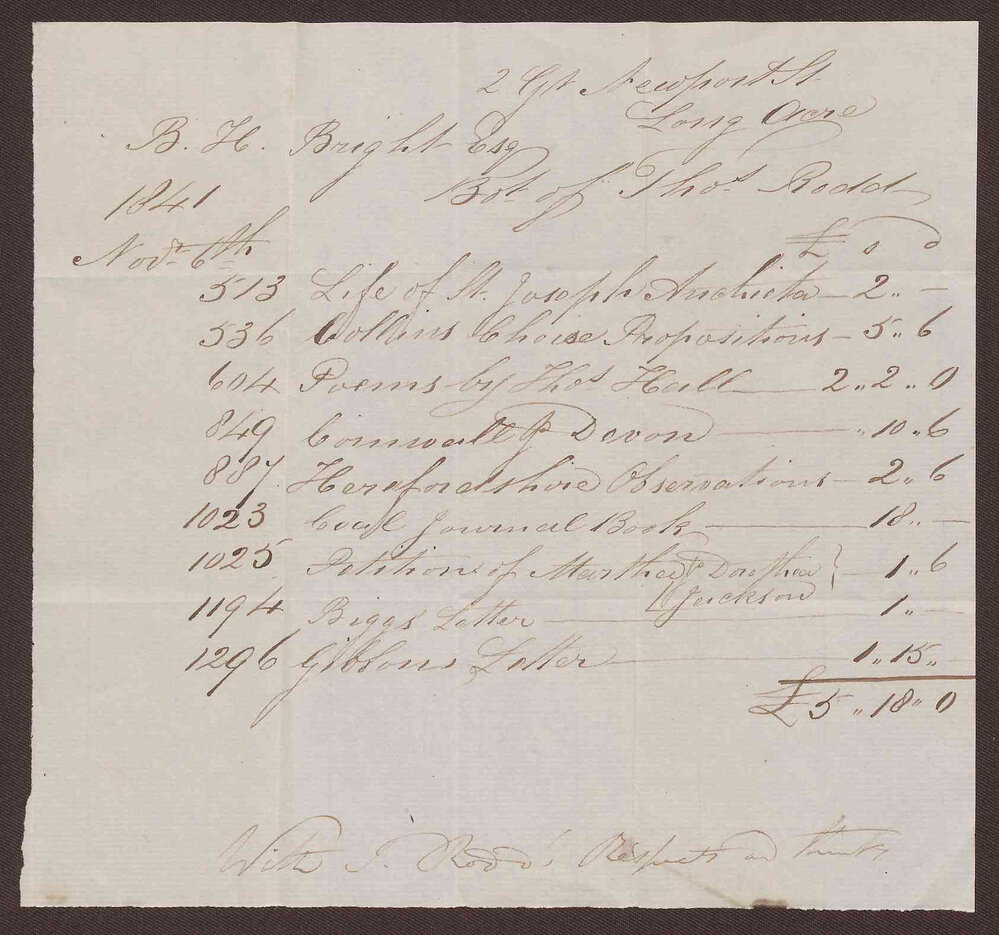 2 Gt Newport St
Long Acre
B. H. Bright Esq
1841 Bot. of Thos. Rodd
Novr. 6th £ s D
513 Life of St. Joseph Anchieta — 2 „ —
536 Collins Choise Propositions — 5 „ 6
604 Poems by Thos Hall — 2 „ 2 „ 0
849 Cornwall & Devon — „ 10 „ 6
887 Herefordshire Observations — 2 „ 6
1023 Coal Journal Book — 18 „ —
1025 Petition of Martha & Dorothea Jackson } — 1 „ 6
1194 Biggs Letter — 1 „ —
1296 Gibbons Letter — 1 „ 15 „ —
£5 „ 18 „ 0
With T. Rodd's Respects and thanks